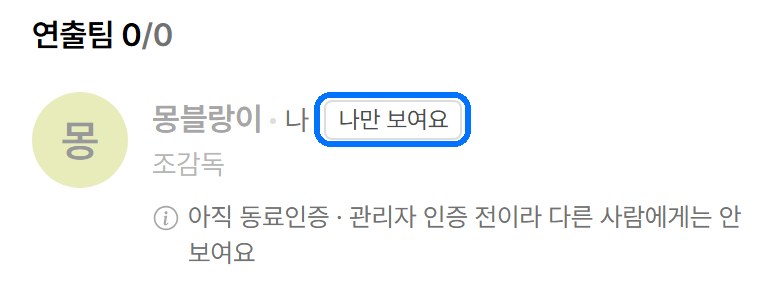 연출팀 0/0
몽블랑이 · 나 나만 보여요
몽
조감독
아직 동료인증 · 관리자 인증 전이라 다른 사람에게는 안
보여요